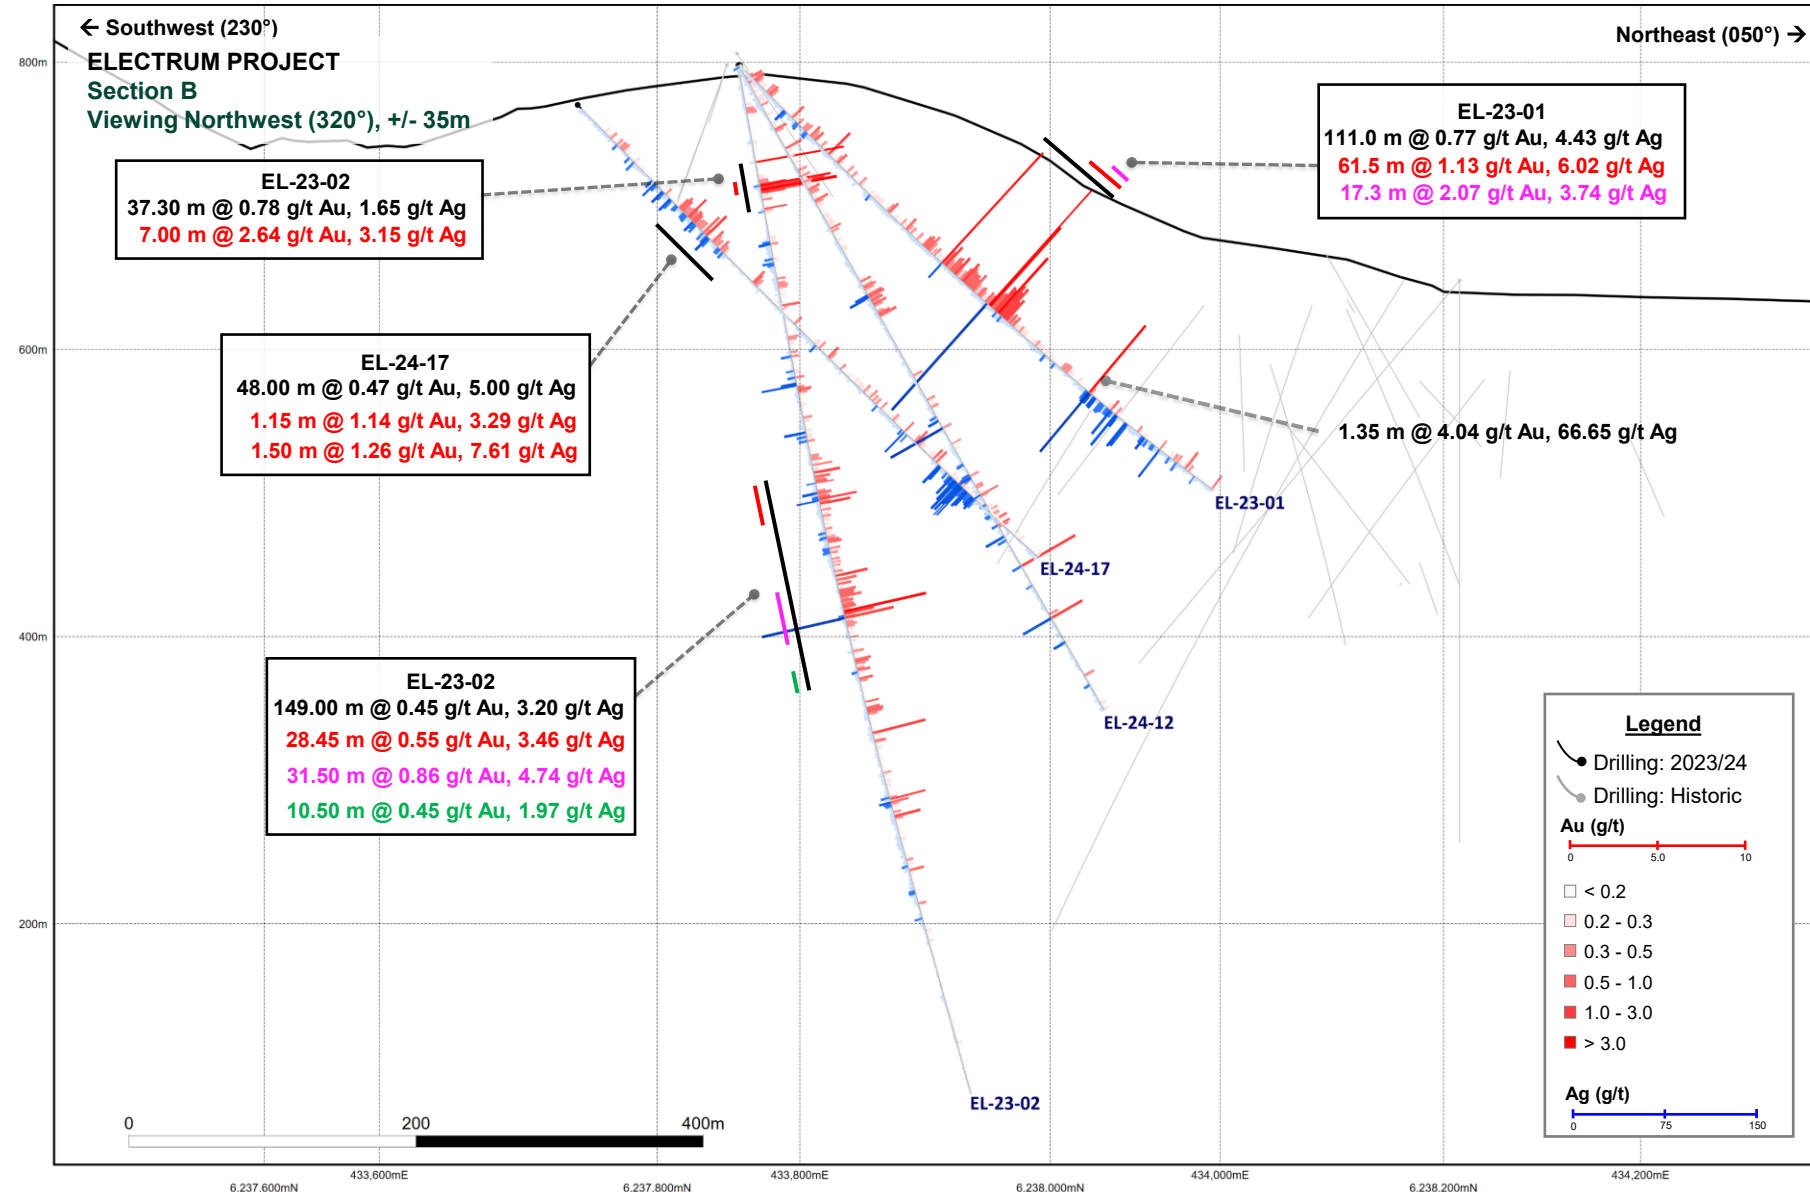 ← Southwest (230°)
Northeast (050°) →
ELECTRUM PROJECT
Section B
Viewing Northwest (320°), +/- 35m
800m
600m
400m
200m
EL-23-01
111.0 m @ 0.77 g/t Au, 4.43 g/t Ag
61.5 m @ 1.13 g/t Au, 6.02 g/t Ag
17.3 m @ 2.07 g/t Au, 3.74 g/t Ag
EL-23-02
37.30 m @ 0.78 g/t Au, 1.65 g/t Ag
7.00 m @ 2.64 g/t Au, 3.15 g/t Ag
EL-24-17
48.00 m @ 0.47 g/t Au, 5.00 g/t Ag
1.15 m @ 1.14 g/t Au, 3.29 g/t Ag
1.50 m @ 1.26 g/t Au, 7.61 g/t Ag
1.35 m @ 4.04 g/t Au, 66.65 g/t Ag
EL-23-01
EL-24-17
EL-23-02
149.00 m @ 0.45 g/t Au, 3.20 g/t Ag
28.45 m @ 0.55 g/t Au, 3.46 g/t Ag
31.50 m @ 0.86 g/t Au, 4.74 g/t Ag
10.50 m @ 0.45 g/t Au, 1.97 g/t Ag
EL-24-12
EL-23-02
Legend
Drilling: 2023/24
Drilling: Historic
Au (g/t)
0 5.0 10
< 0.2
0.2 - 0.3
0.3 - 0.5
0.5 - 1.0
1.0 - 3.0
> 3.0
Ag (g/t)
0 75 150
0 200 400m
433,600mE 433,800mE 434,000mE 434,200mE
6.237.600mN 6.237.800mN 6.238.000mN 6.238.200mN